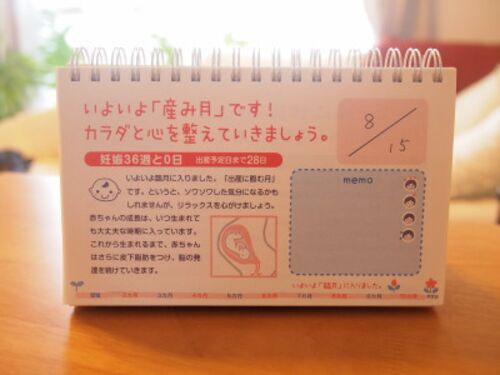 いよいよ「産み月」です！
カラダと心を整えていきましょう。
8/15
妊娠36週と0日 出産予定日まで28日
いよいよ臨月に入りました。「出産に臨む月」
です。というと、ソワソワした気分になるかも
しれませんが、リラックスを心がけましょう。
赤ちゃんの成長は、いつ生まれて
も大丈夫な時期に入っています。
これから生まれるまで、赤ちゃん
はさらに皮下脂肪をつけ、脳の発
達を続けていきます。
memo
いよいよ「臨月」に入りました。